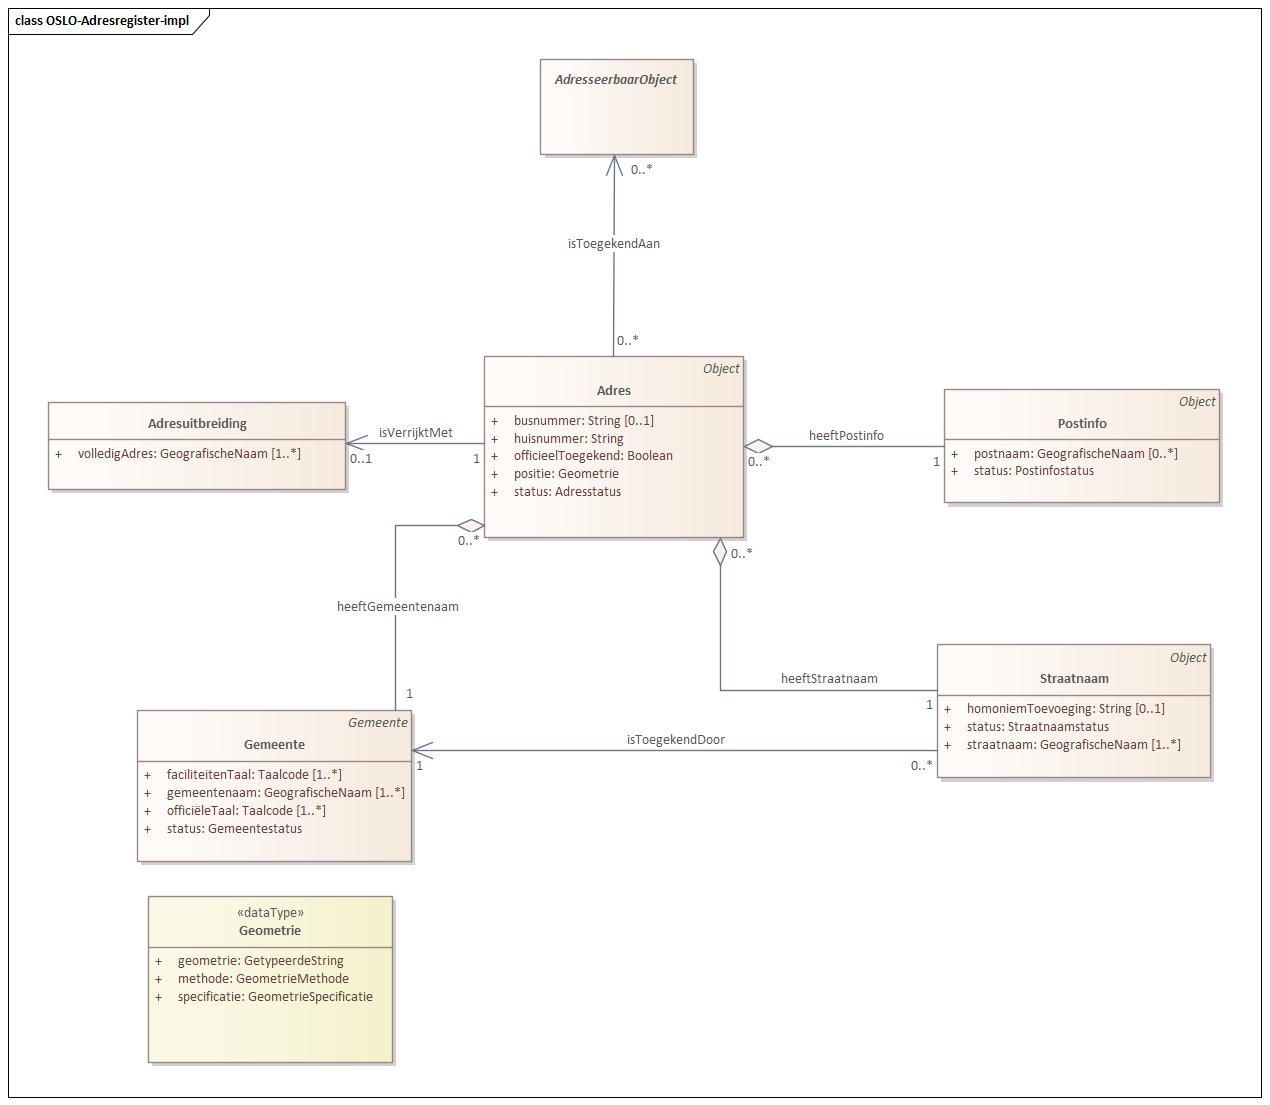 class OSLO-Adresregister-impl
AdresseerbaarObject
0..*
isToegekendAan
0..*
Object
Adres
+ busnummer: String [0..1]
+ huisnummer: String
+ officieelToegekend: Boolean
+ positie: Geometrie
+ status: Adresstatus
Adresuitbreiding
+ volledigAdres: GeografischeNaam [1..*]
isVerrijktMet
0..1
1
heeftPostinfo
0..*
1
Object
Postinfo
+ postnaam: GeografischeNaam [0..*]
+ status: Postinfostatus
0..*
0..*
heeftGemeentenaam
1
heeftStraatnaam
1
Object
Straatnaam
+ homoniemToevoeging: String [0..1]
+ status: Straatnaamstatus
+ straatnaam: GeografischeNaam [1..*]
Gemeente
Gemeente
+ faciliteitenTaal: Taalcode [1..*]
+ gemeentenaam: GeografischeNaam [1..*]
+ officiëleTaal: Taalcode [1..*]
+ status: Gemeentestatus
isToegekendDoor
1
0..*
«dataType»
Geometrie
+ geometrie: GetypeerdeString
+ methode: GeometrieMethode
+ specificatie: GeometrieSpecificatie